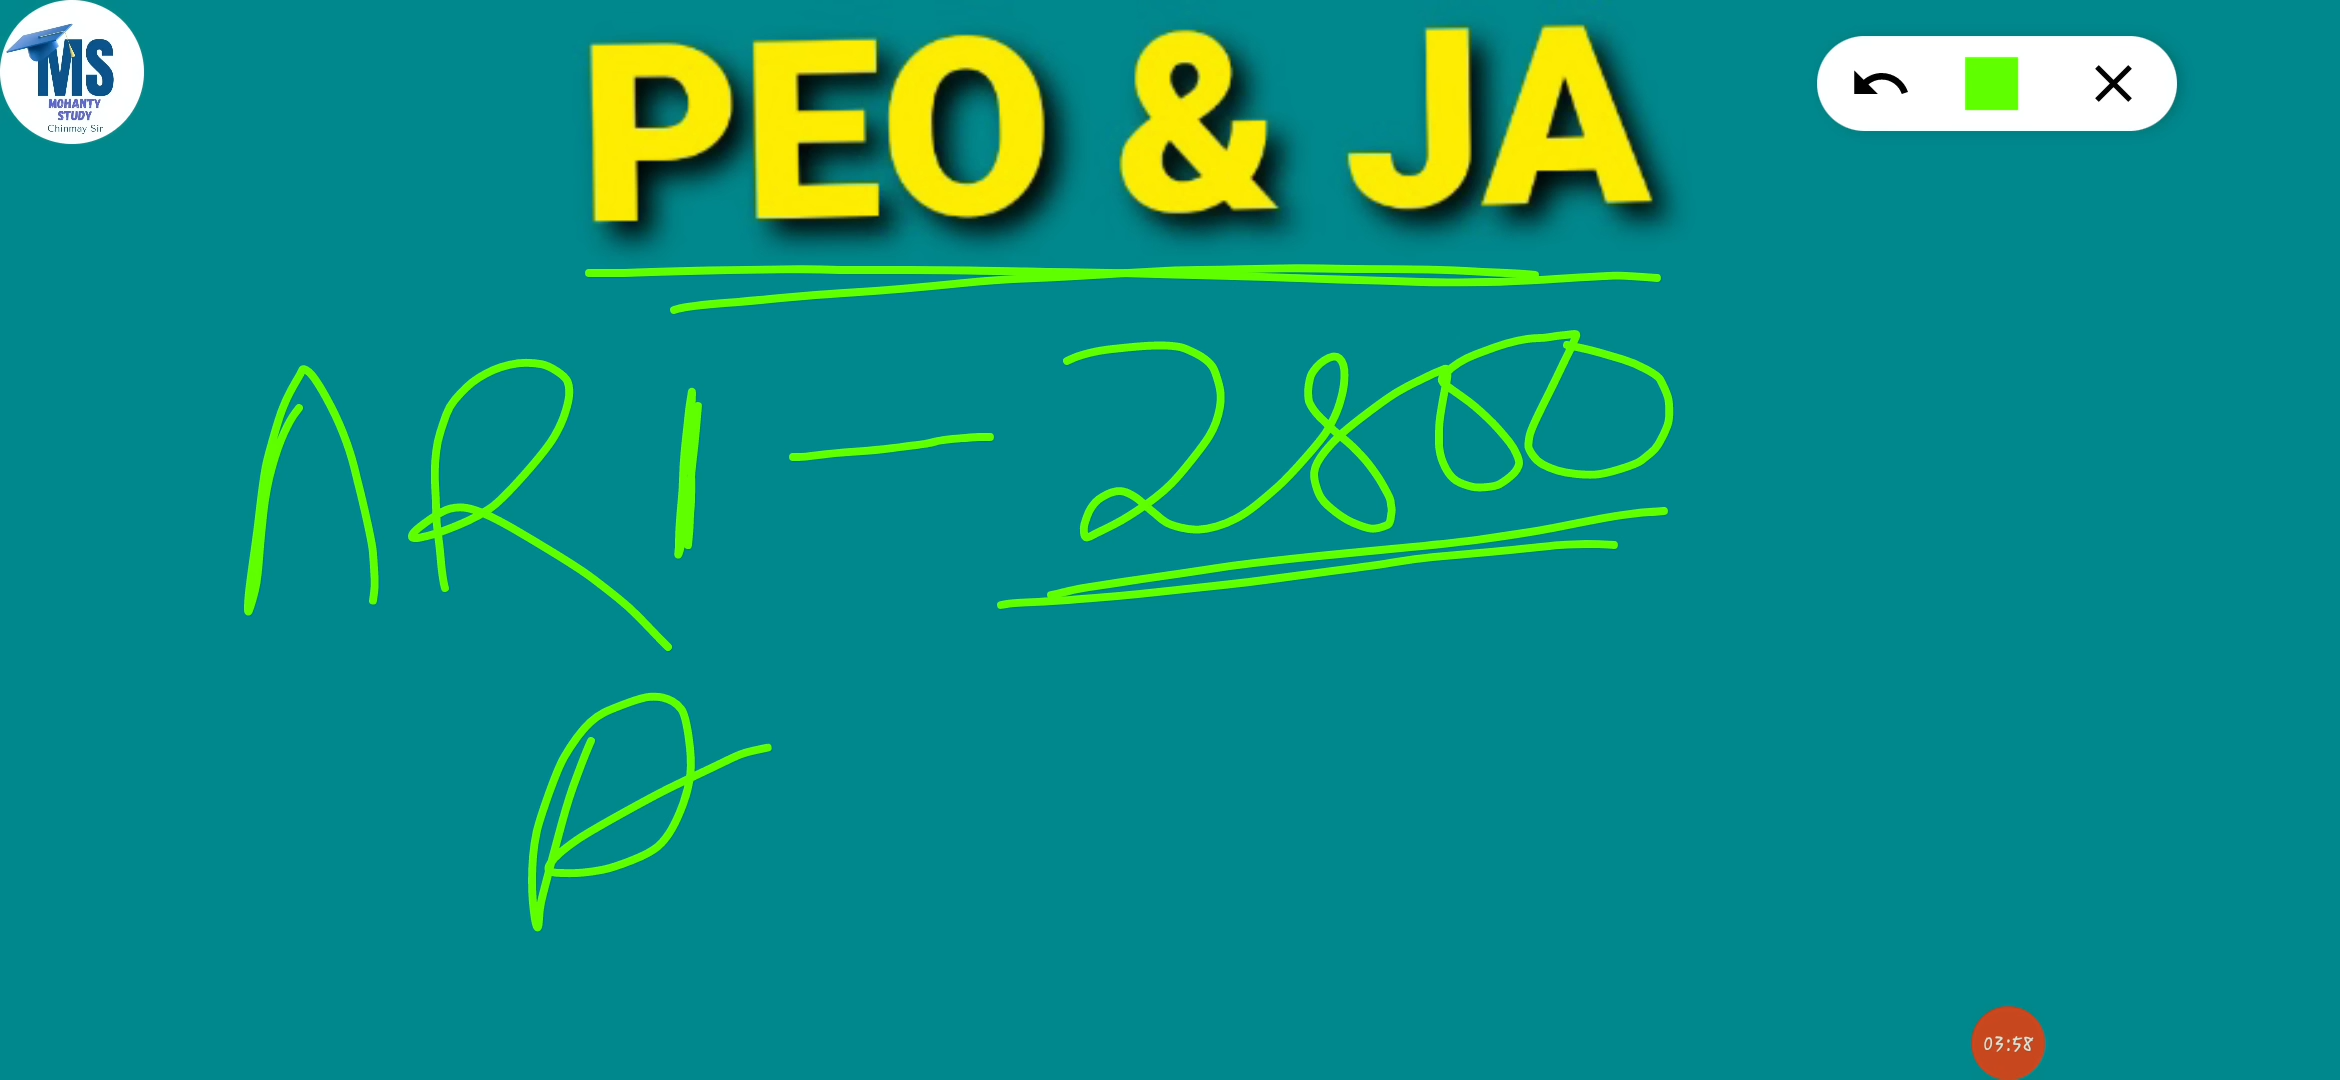 MS
MOHANTY
STUDY
Chinmay Sir
PEO & JA
ARI — 2800
03:58